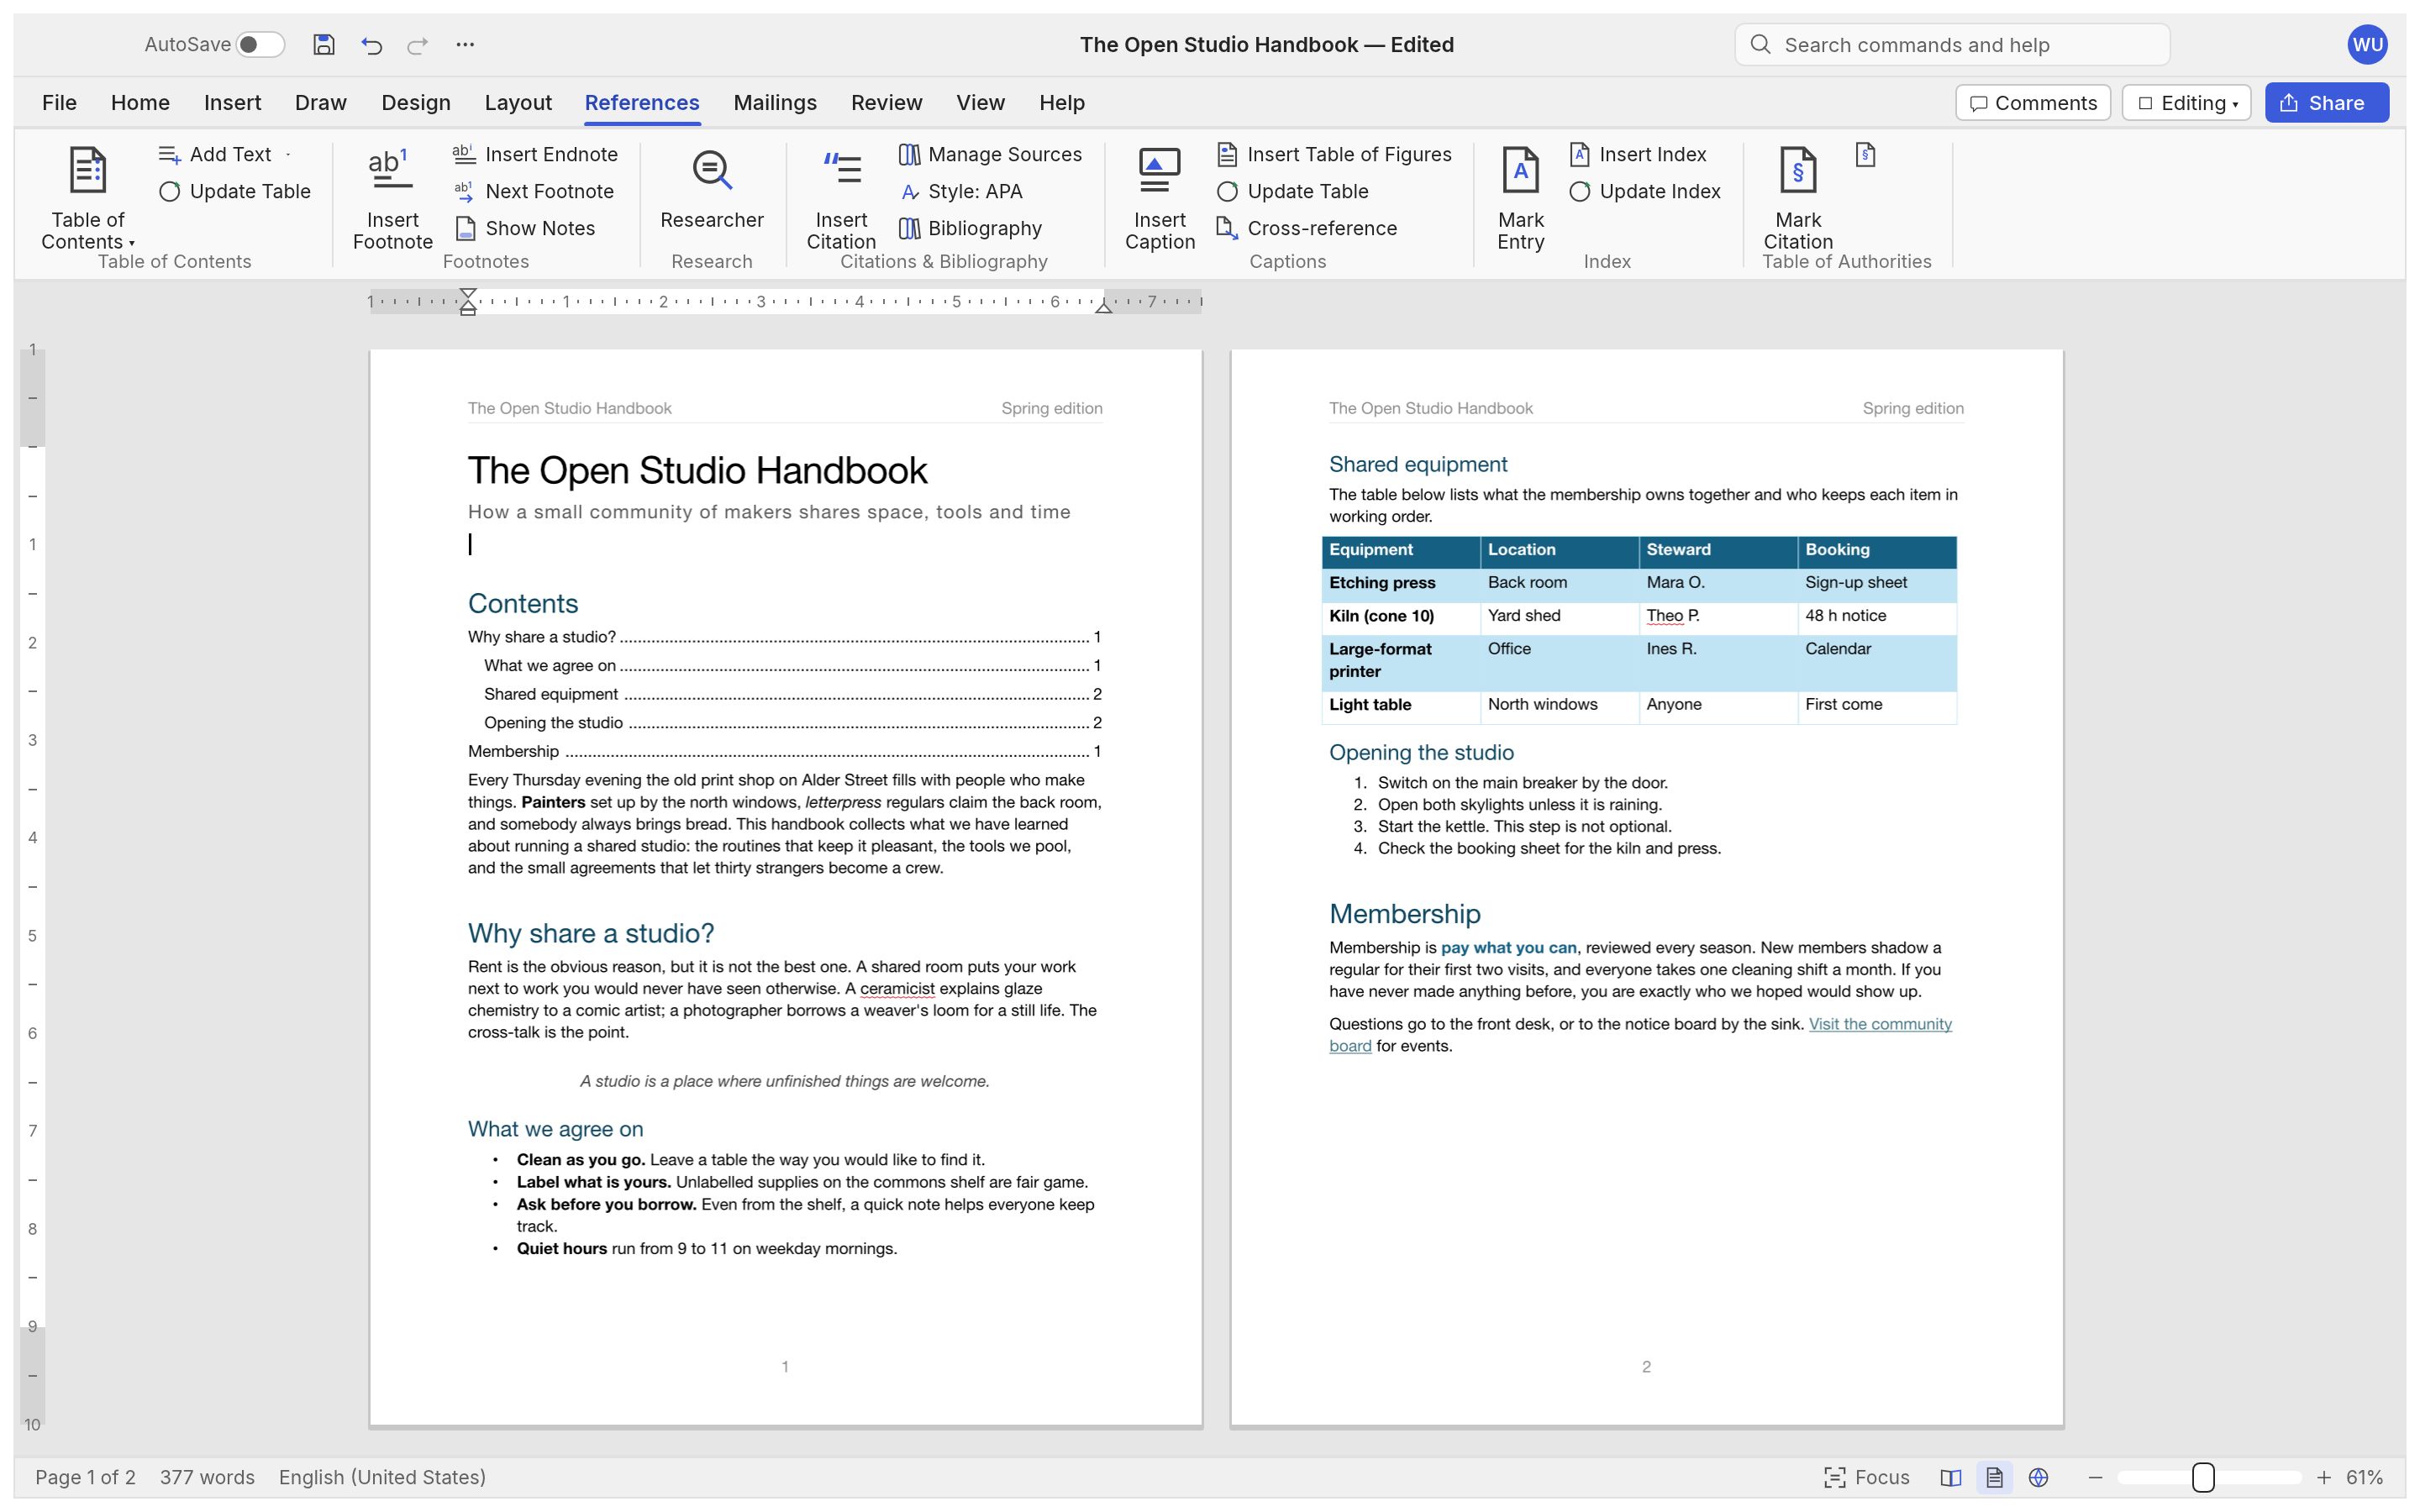 AutoSave
The Open Studio Handbook — Edited
Search commands and help
WU
File Home Insert Draw Design Layout References Mailings Review View Help
Comments Editing Share
Table of Contents
Add Text
Update Table
Table of Contents
Insert Footnote
Insert Endnote
Next Footnote
Show Notes
Footnotes
Researcher
Research
Insert Citation
Manage Sources
Style: APA
Bibliography
Citations & Bibliography
Insert Caption
Insert Table of Figures
Update Table
Cross-reference
Captions
Mark Entry
Insert Index
Update Index
Index
Mark Citation
Table of Authorities
1 1 2 3 4 5 6 7
1
1
2
3
4
5
6
7
8
9
10
The Open Studio Handbook Spring edition
The Open Studio Handbook
How a small community of makers shares space, tools and time
Contents
Why share a studio? 1
What we agree on 1
Shared equipment 2
Opening the studio 2
Membership 1
Every Thursday evening the old print shop on Alder Street fills with people who make
things. Painters set up by the north windows, letterpress regulars claim the back room,
and somebody always brings bread. This handbook collects what we have learned
about running a shared studio: the routines that keep it pleasant, the tools we pool,
and the small agreements that let thirty strangers become a crew.
Why share a studio?
Rent is the obvious reason, but it is not the best one. A shared room puts your work
next to work you would never have seen otherwise. A ceramicist explains glaze
chemistry to a comic artist; a photographer borrows a weaver's loom for a still life. The
cross-talk is the point.
A studio is a place where unfinished things are welcome.
What we agree on
• Clean as you go. Leave a table the way you would like to find it.
• Label what is yours. Unlabelled supplies on the commons shelf are fair game.
• Ask before you borrow. Even from the shelf, a quick note helps everyone keep
track.
• Quiet hours run from 9 to 11 on weekday mornings.
1
The Open Studio Handbook Spring edition
Shared equipment
The table below lists what the membership owns together and who keeps each item in
working order.
Equipment Location Steward Booking
Etching press Back room Mara O. Sign-up sheet
Kiln (cone 10) Yard shed Theo P. 48 h notice
Large-format Office Ines R. Calendar
printer
Light table North windows Anyone First come
Opening the studio
1. Switch on the main breaker by the door.
2. Open both skylights unless it is raining.
3. Start the kettle. This step is not optional.
4. Check the booking sheet for the kiln and press.
Membership
Membership is pay what you can, reviewed every season. New members shadow a
regular for their first two visits, and everyone takes one cleaning shift a month. If you
have never made anything before, you are exactly who we hoped would show up.
Questions go to the front desk, or to the notice board by the sink. Visit the community
board for events.
2
Page 1 of 2 377 words English (United States)
Focus 61%